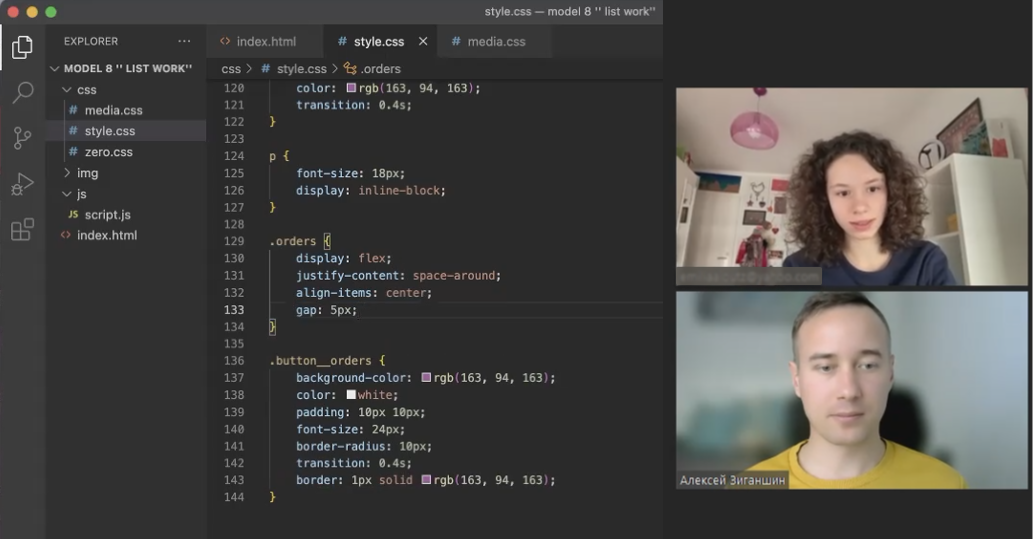 style.css — model 8 '' list work''
EXPLORER ···
index.html
style.css
media.css
MODEL 8 '' LIST WORK''
css
media.css
style.css
zero.css
img
js
JS script.js
index.html
css > # style.css > .orders
120 color: rgb(163, 94, 163);
121 transition: 0.4s;
122 }
123
124 p {
125 font-size: 18px;
126 display: inline-block;
127 }
128
129 .orders {
130 display: flex;
131 justify-content: space-around;
132 align-items: center;
133 gap: 5px;
134 }
135
136 .button__orders {
137 background-color: rgb(163, 94, 163);
138 color: white;
139 padding: 10px 10px;
140 font-size: 24px;
141 border-radius: 10px;
142 transition: 0.4s;
143 border: 1px solid rgb(163, 94, 163);
144 }
Алексей Зиганшин